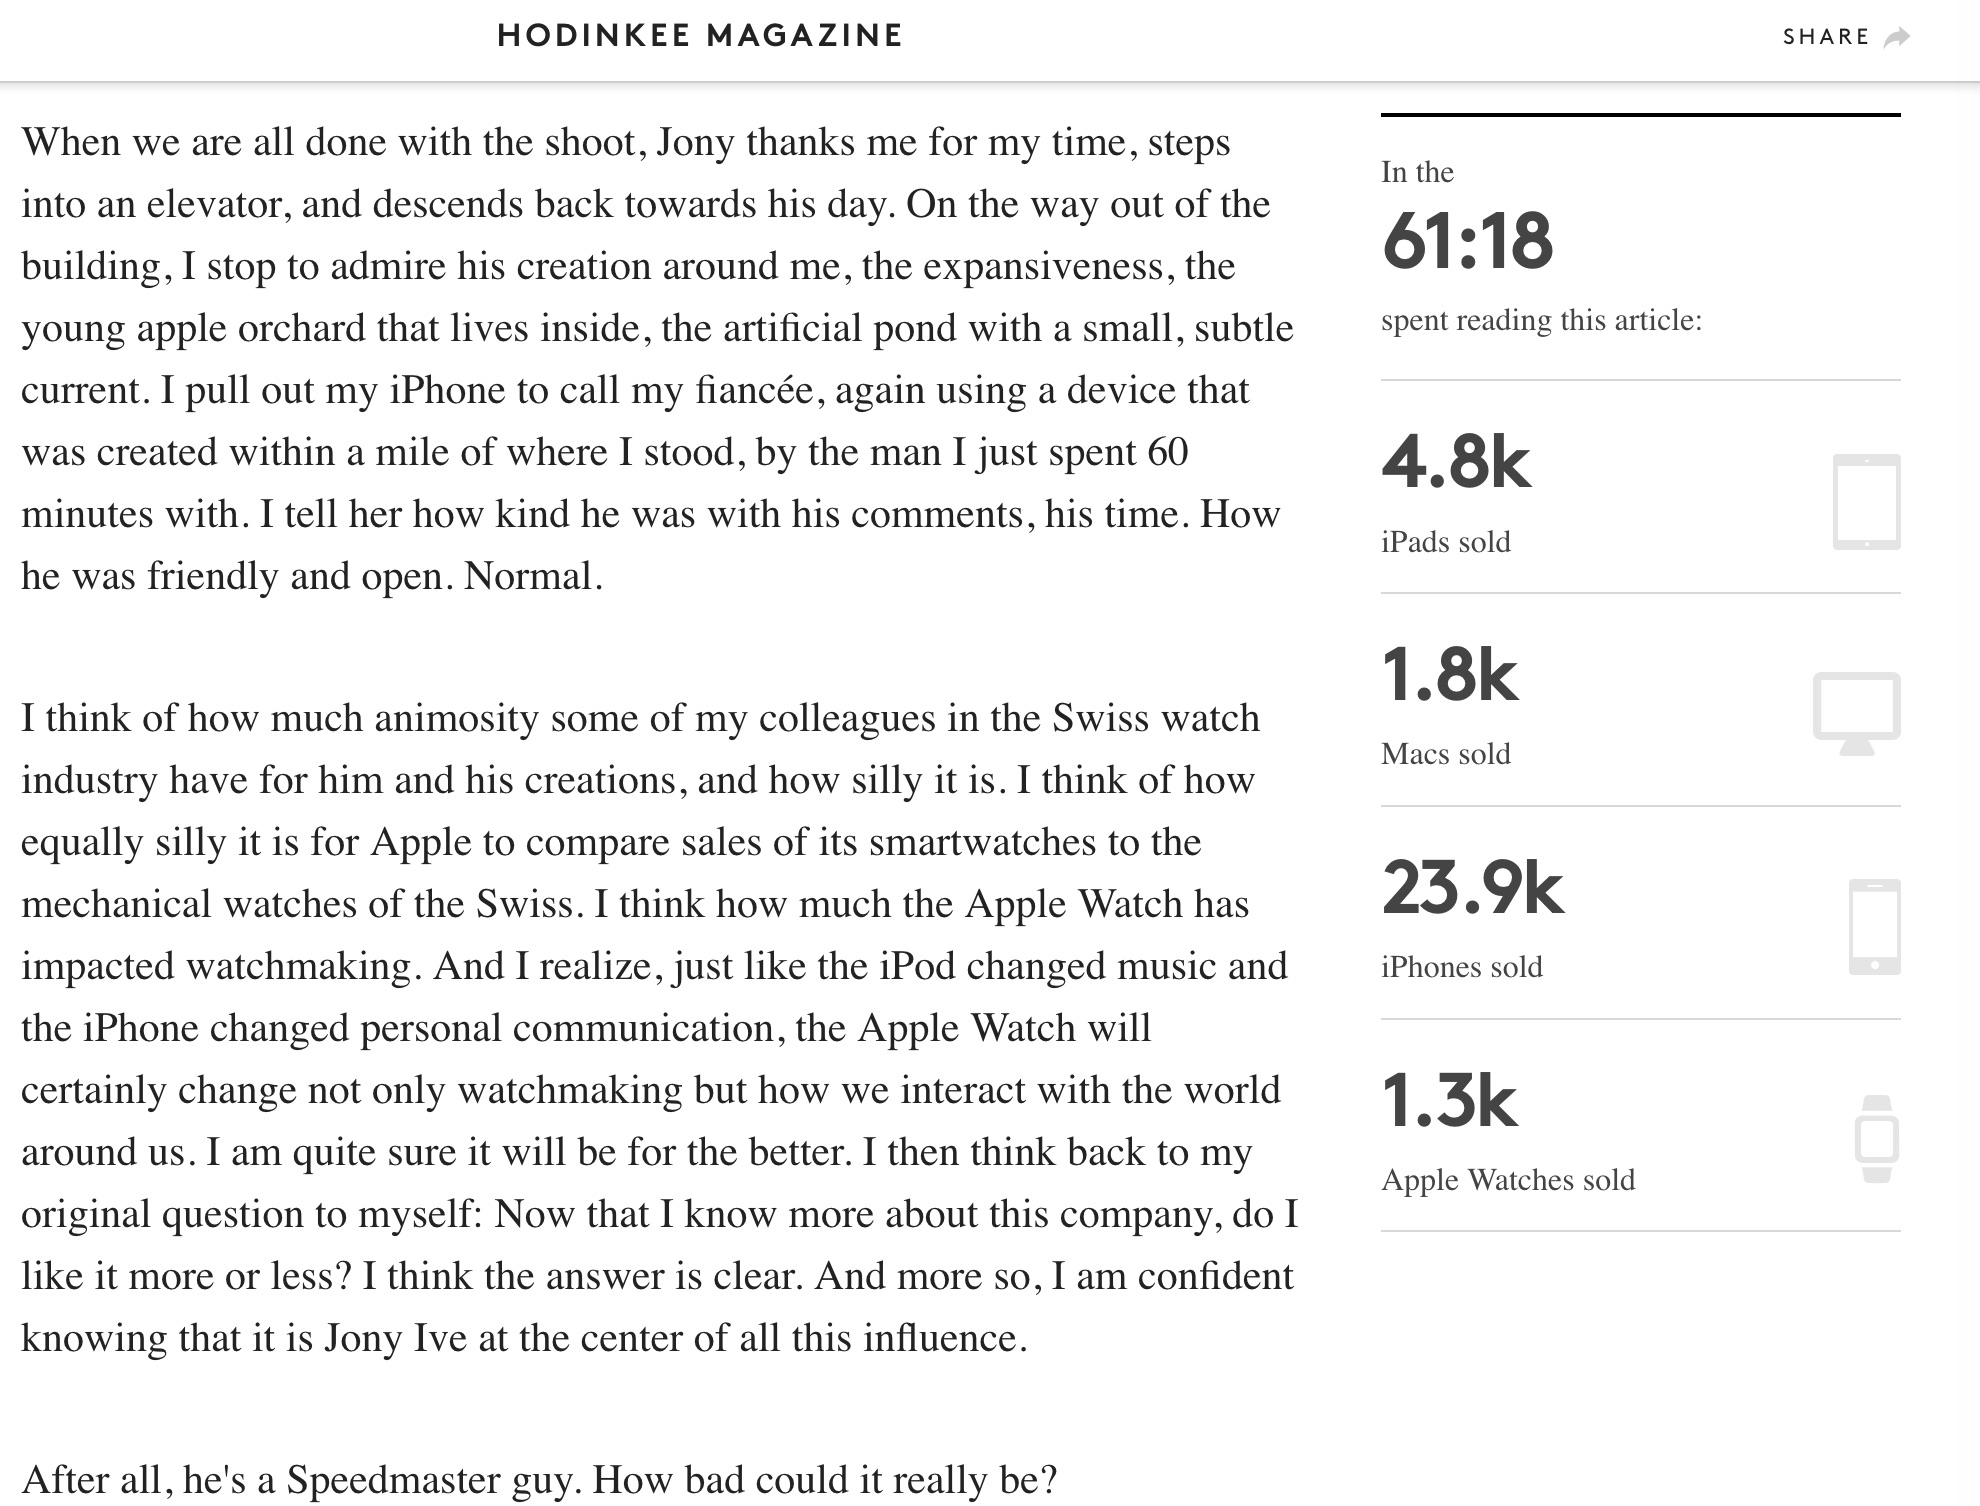 HODINKEE MAGAZINE
SHARE
When we are all done with the shoot, Jony thanks me for my time, steps
into an elevator, and descends back towards his day. On the way out of the
building, I stop to admire his creation around me, the expansiveness, the
young apple orchard that lives inside, the artificial pond with a small, subtle
current. I pull out my iPhone to call my fiancée, again using a device that
was created within a mile of where I stood, by the man I just spent 60
minutes with. I tell her how kind he was with his comments, his time. How
he was friendly and open. Normal.
I think of how much animosity some of my colleagues in the Swiss watch
industry have for him and his creations, and how silly it is. I think of how
equally silly it is for Apple to compare sales of its smartwatches to the
mechanical watches of the Swiss. I think how much the Apple Watch has
impacted watchmaking. And I realize, just like the iPod changed music and
the iPhone changed personal communication, the Apple Watch will
certainly change not only watchmaking but how we interact with the world
around us. I am quite sure it will be for the better. I then think back to my
original question to myself: Now that I know more about this company, do I
like it more or less? I think the answer is clear. And more so, I am confident
knowing that it is Jony Ive at the center of all this influence.
After all, he's a Speedmaster guy. How bad could it really be?
In the
61:18
spent reading this article:
4.8k
iPads sold
1.8k
Macs sold
23.9k
iPhones sold
1.3k
Apple Watches sold